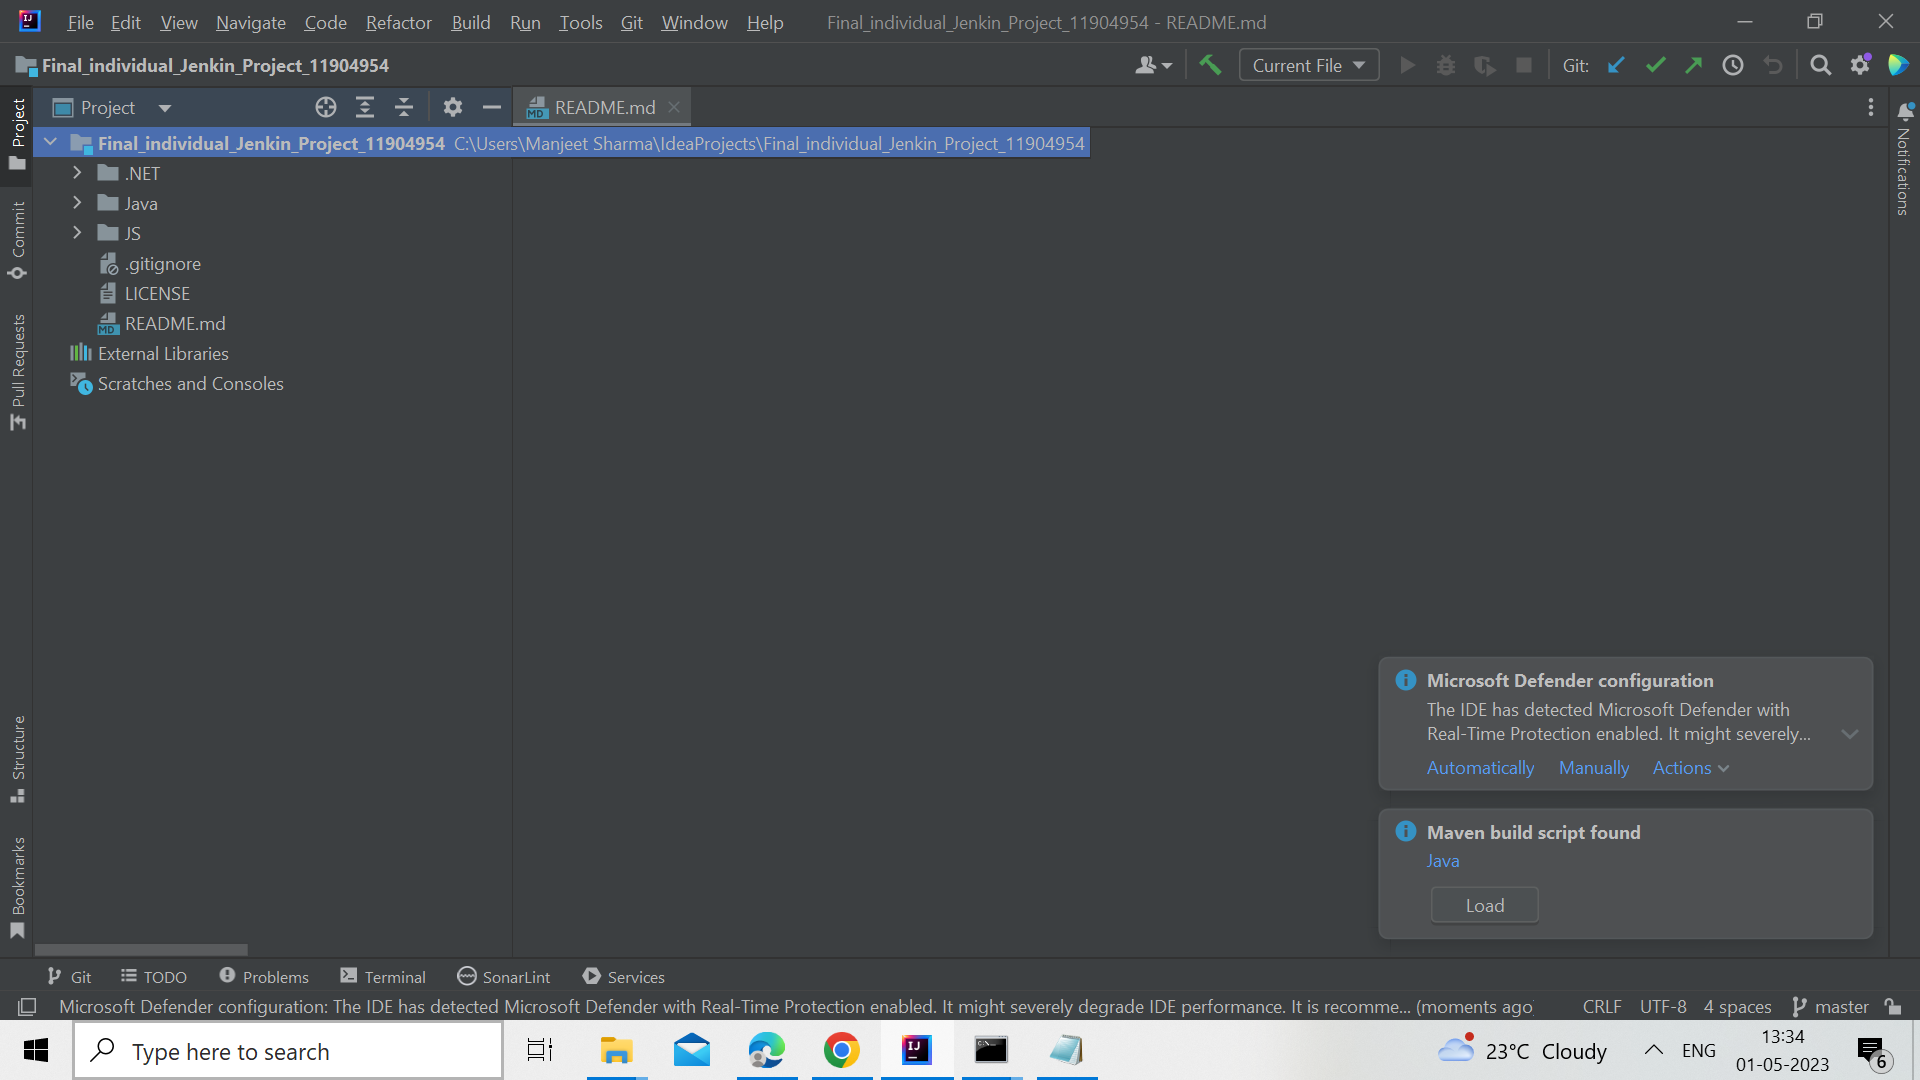 File Edit View Navigate Code Refactor Build Run Tools Git Window Help Final_individual_Jenkin_Project_11904954 - README.md
Final_individual_Jenkin_Project_11904954 Current File Git:
Project README.md
Final_individual_Jenkin_Project_11904954 C:\Users\Manjeet Sharma\IdeaProjects\Final_individual_Jenkin_Project_11904954
.NET
Java
JS
.gitignore
LICENSE
README.md
External Libraries
Scratches and Consoles
Project
Commit
Pull Requests
Structure
Bookmarks
Notifications
Microsoft Defender configuration
The IDE has detected Microsoft Defender with
Real-Time Protection enabled. It might severely...
Automatically Manually Actions
Maven build script found
Java
Load
Git TODO Problems Terminal SonarLint Services
Microsoft Defender configuration: The IDE has detected Microsoft Defender with Real-Time Protection enabled. It might severely degrade IDE performance. It is recomme... (moments ago) CRLF UTF-8 4 spaces master
Type here to search 23°C Cloudy ENG
13:34
01-05-2023
6